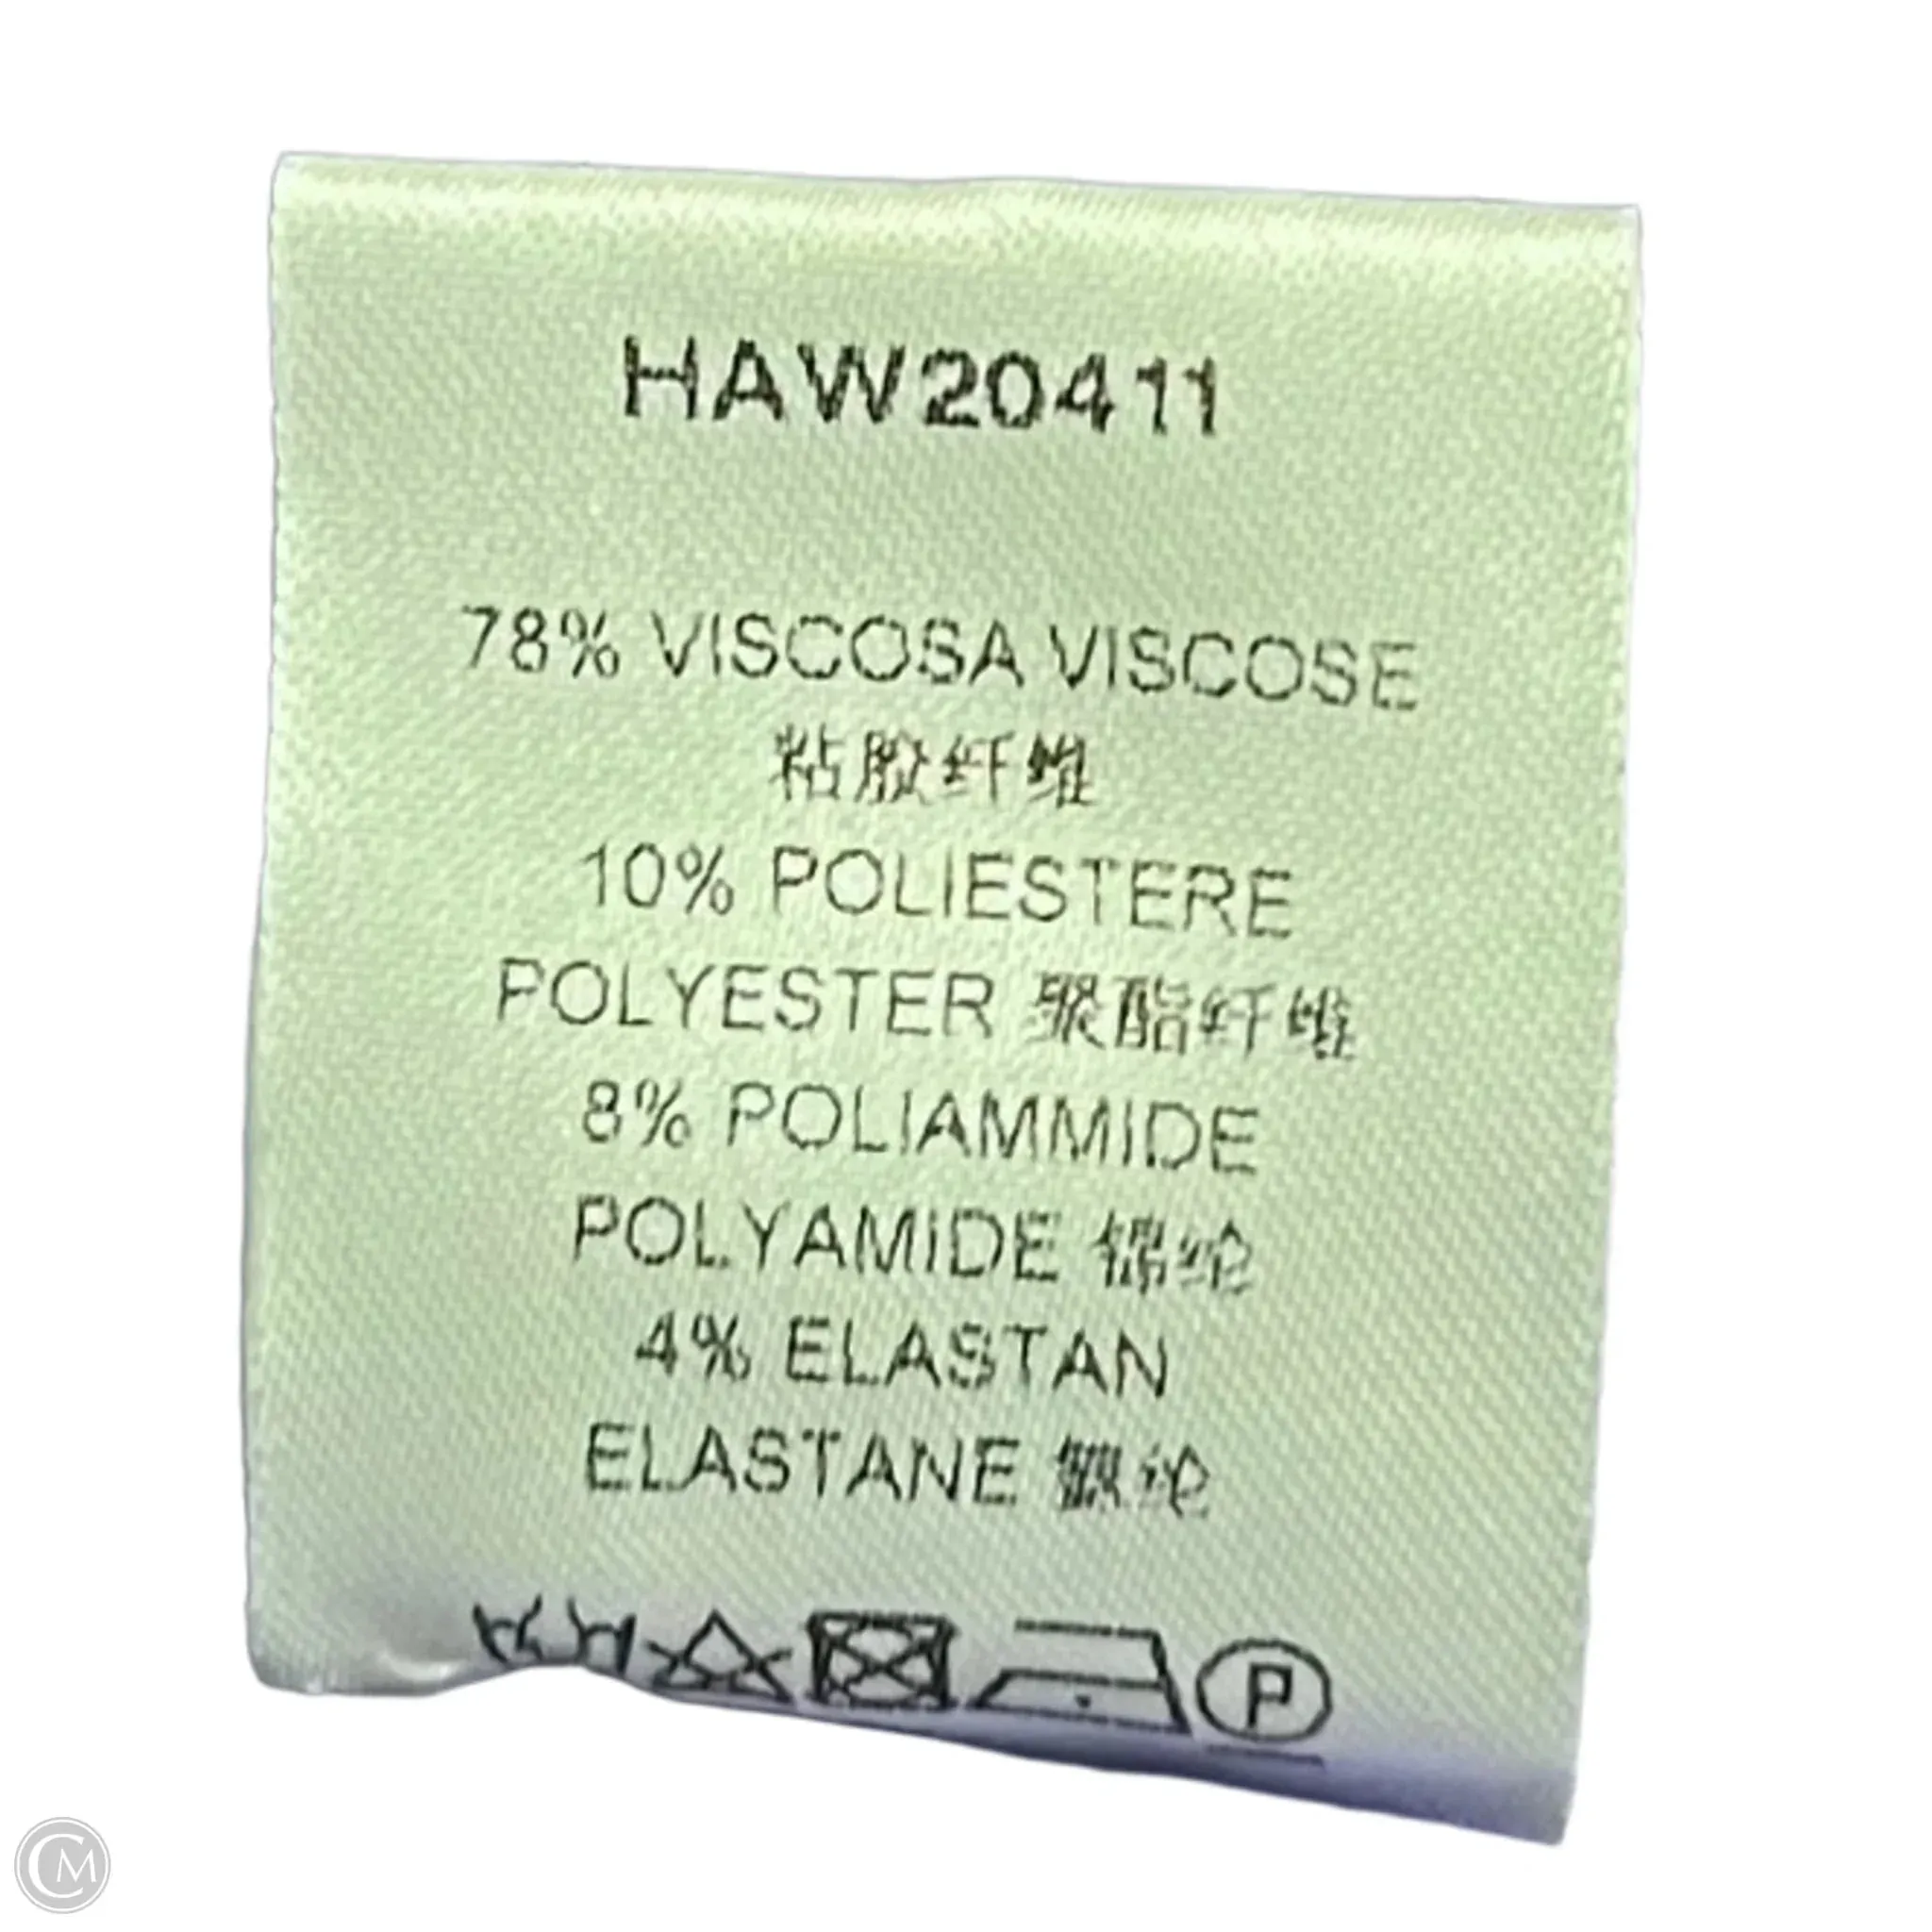 HAW20411
78% VISCOSA VISCOSE
粘胶纤维
10% POLIESTERE
POLYESTER 聚酯纤维
8% POLIAMMIDE
POLYAMIDE 锦纶
4% ELASTAN
ELASTANE 氨纶
P
CM